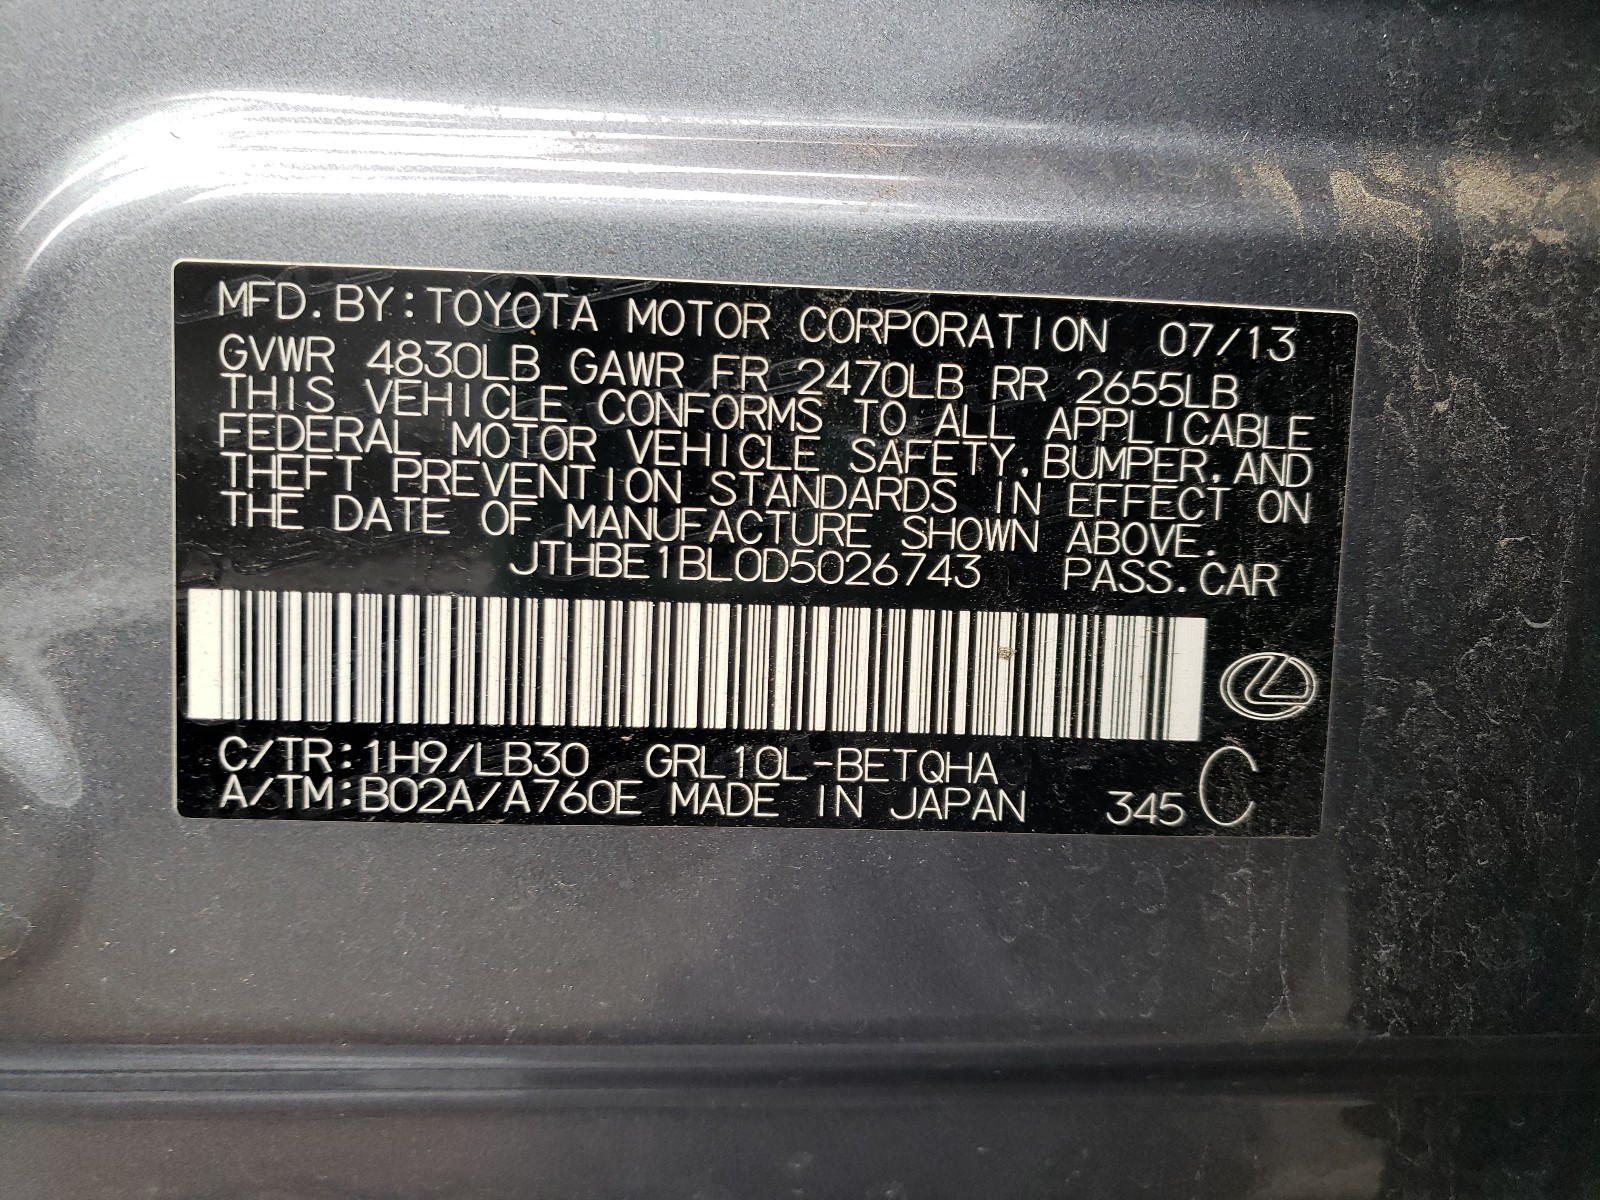 MFD. BY: TOYOTA MOTOR CORPORATION 07/13
GVWR 4830LB GAWR FR 2470LB RR 2655LB
THIS VEHICLE CONFORMS TO ALL APPLICABLE
FEDERAL MOTOR VEHICLE SAFETY, BUMPER, AND
THEFT PREVENTION STANDARDS IN EFFECT ON
THE DATE OF MANUFACTURE SHOWN ABOVE.
JTHBE1BL0D5026743 PASS. CAR
C/TR: 1H9/LB30 GRL10L-BETQHA
A/TM: B02A/A760E MADE IN JAPAN 345 C